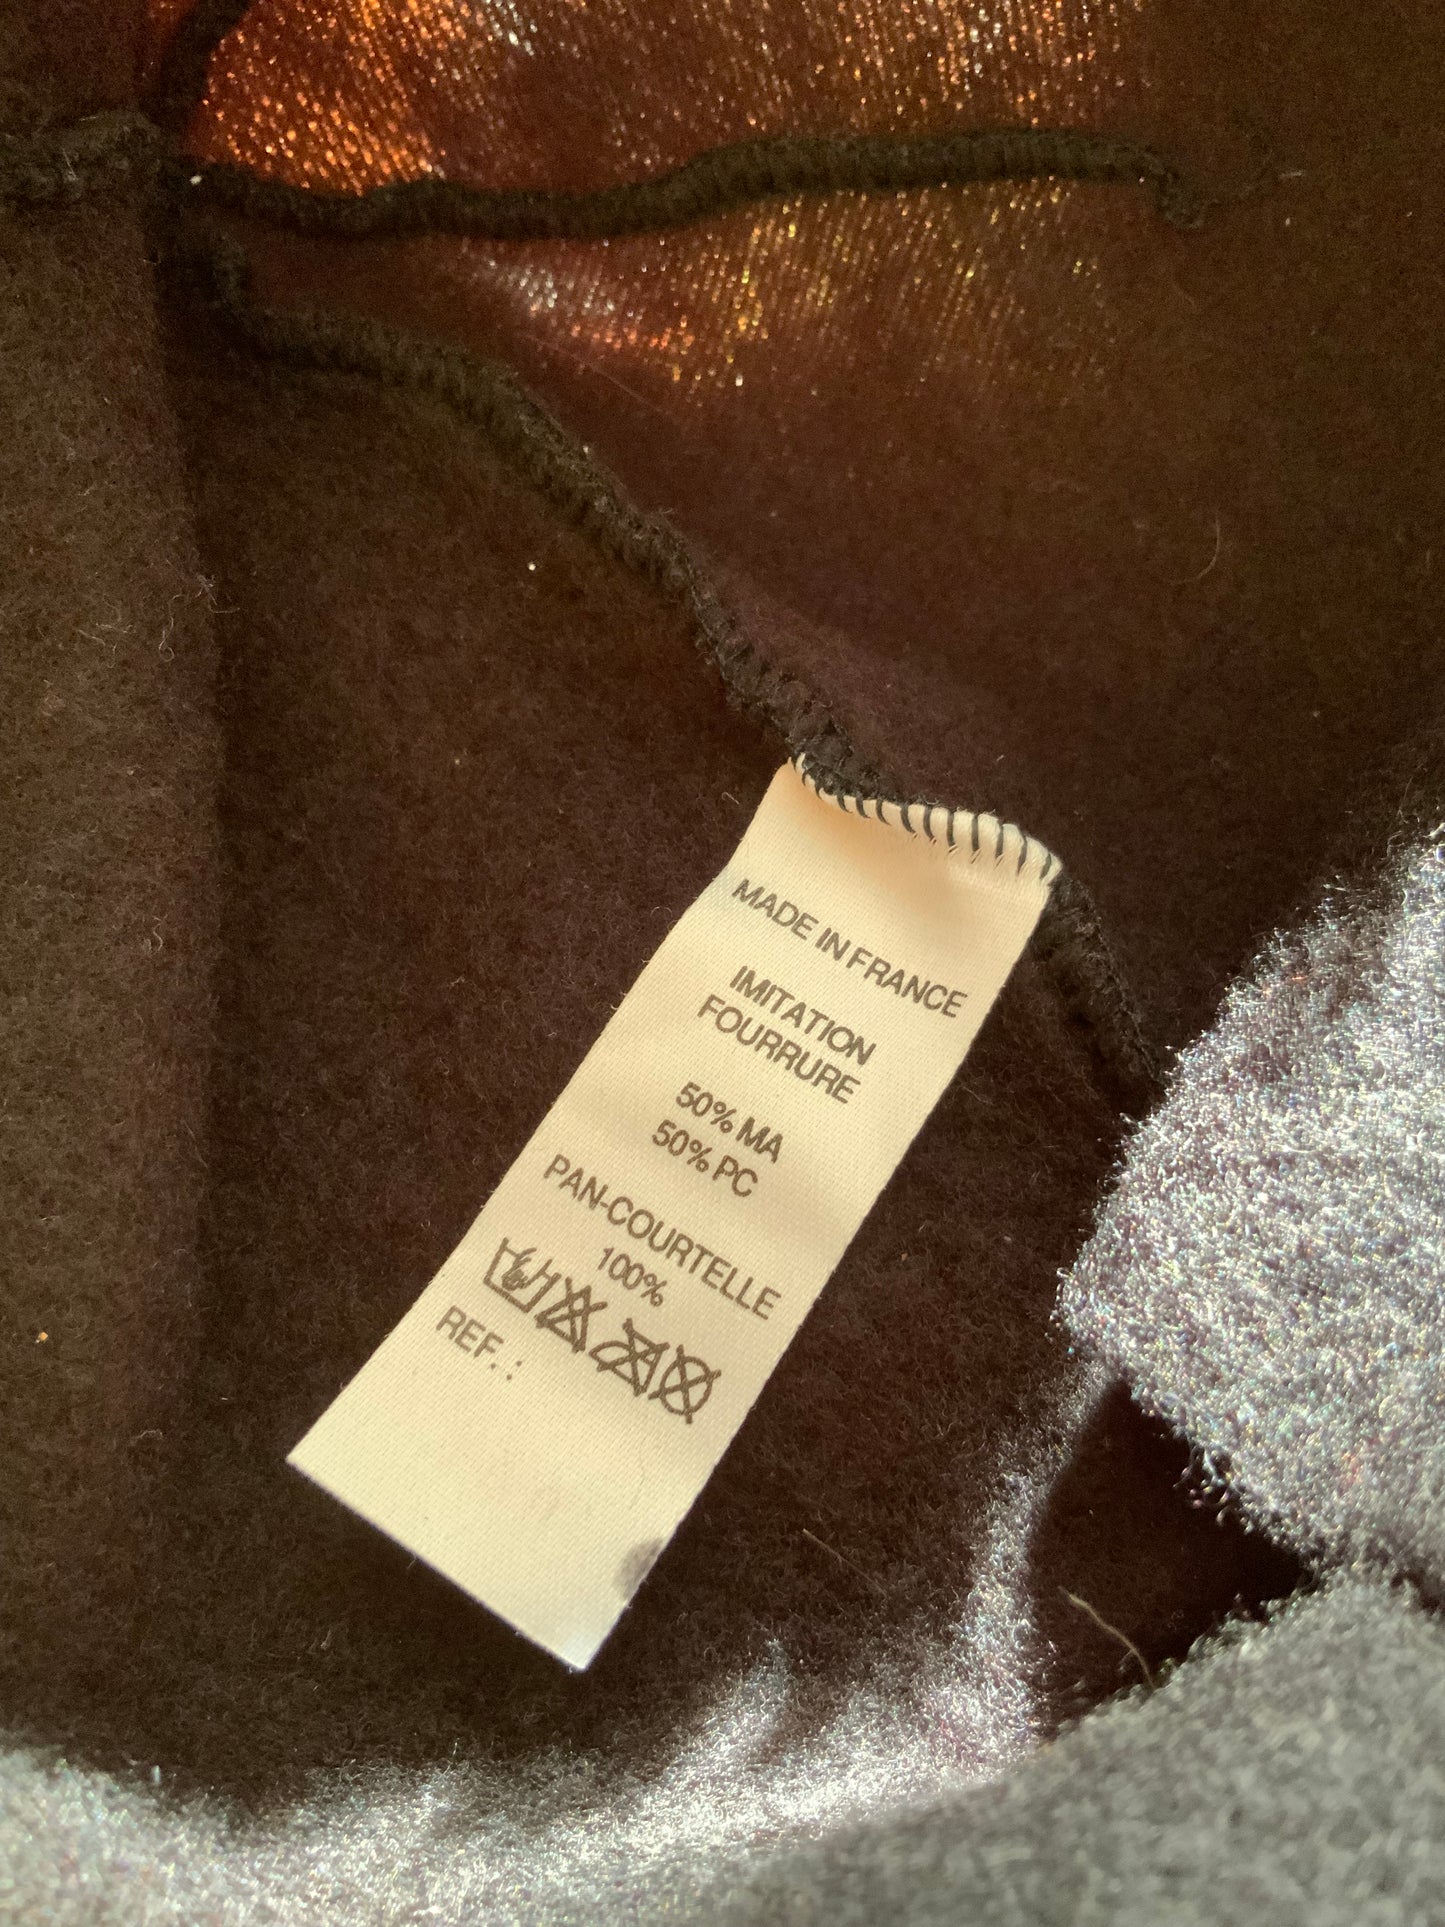 MADE IN FRANCE
IMITATION
FOURRURE
50% MA
50% PC
PAN-COURTELLE
100%
REF. :